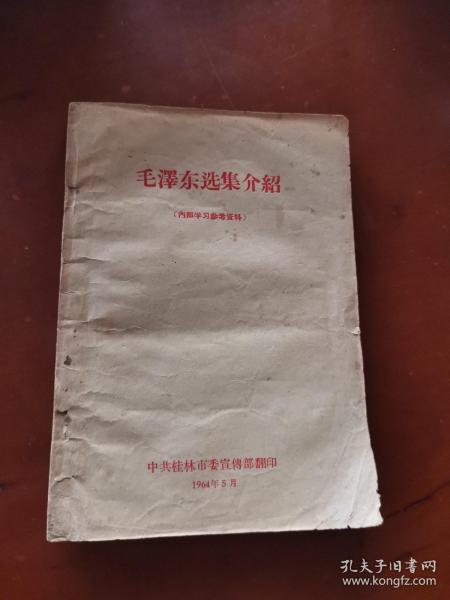 毛澤东选集介紹
（内部学习参考資料）
中共桂林市委宣傳部翻印
1964年5月
孔夫子旧书网
www.kongfz.com